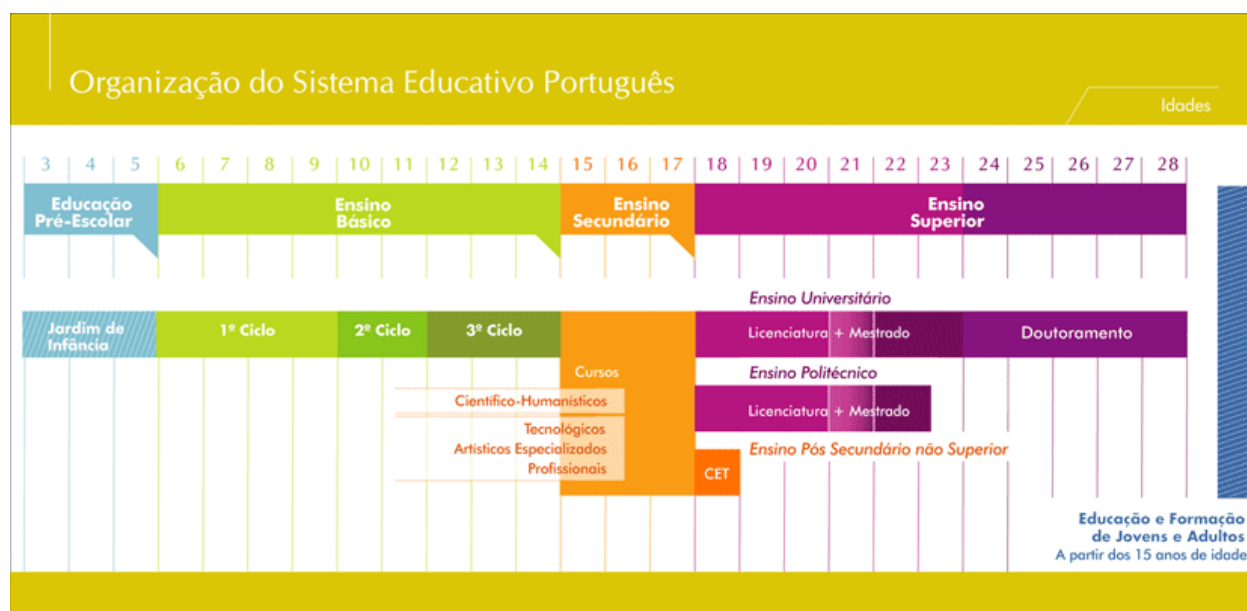 Organização do Sistema Educativo Português
Idades
3 4 5 6 7 8 9 10 11 12 13 14 15 16 17 18 19 20 21 22 23 24 25 26 27 28
Educação
Pré-Escolar
Ensino
Básico
Ensino
Secundário
Ensino
Superior
Ensino Universitário
Jardim de
Infância
1º Ciclo
2º Ciclo
3º Ciclo
Licenciatura + Mestrado
Doutoramento
Cursos
Ensino Politécnico
Científico-Humanísticos
Licenciatura + Mestrado
Tecnológicos
Artísticos Especializados
Profissionais
Ensino Pós Secundário não Superior
CET
Educação e Formação
de Jovens e Adultos
A partir dos 15 anos de idade